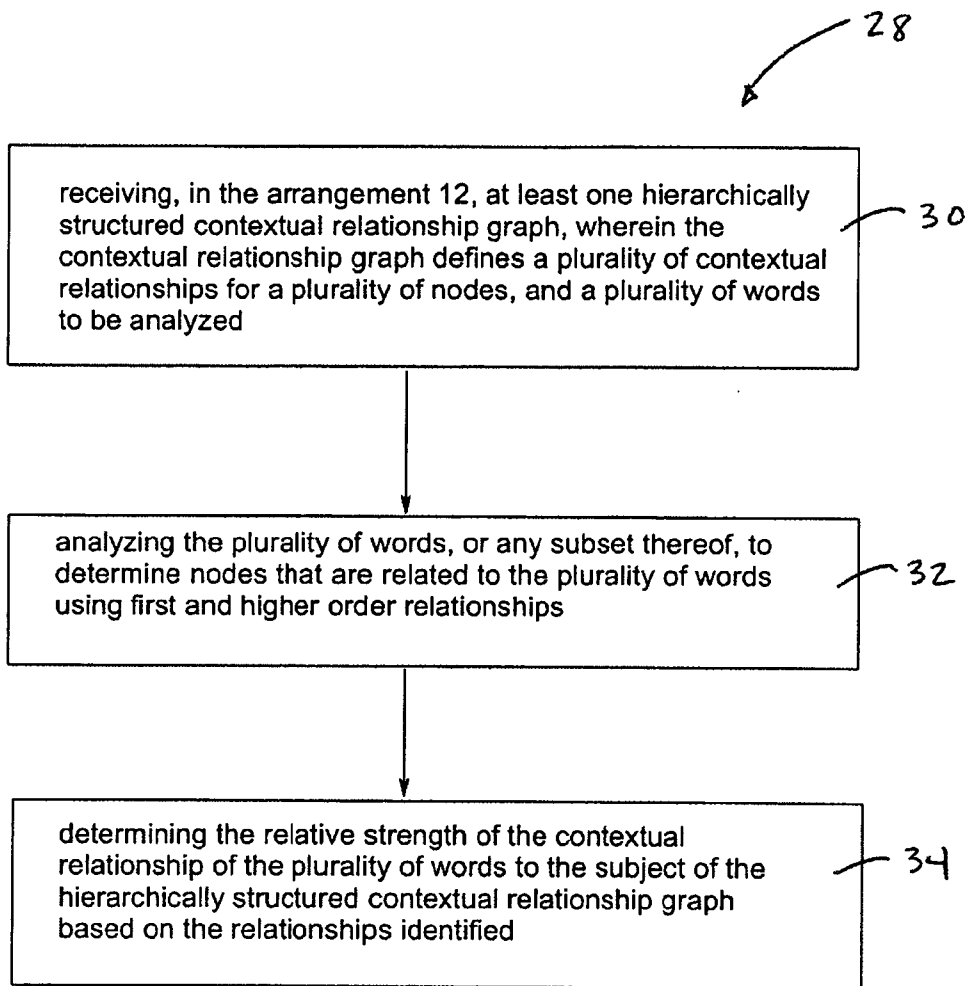 28
receiving, in the arrangement 12, at least one hierarchically
structured contextual relationship graph, wherein the
contextual relationship graph defines a plurality of contextual
relationships for a plurality of nodes, and a plurality of words
to be analyzed
30
analyzing the plurality of words, or any subset thereof, to
determine nodes that are related to the plurality of words
using first and higher order relationships
32
determining the relative strength of the contextual
relationship of the plurality of words to the subject of the
hierarchically structured contextual relationship graph
based on the relationships identified
34